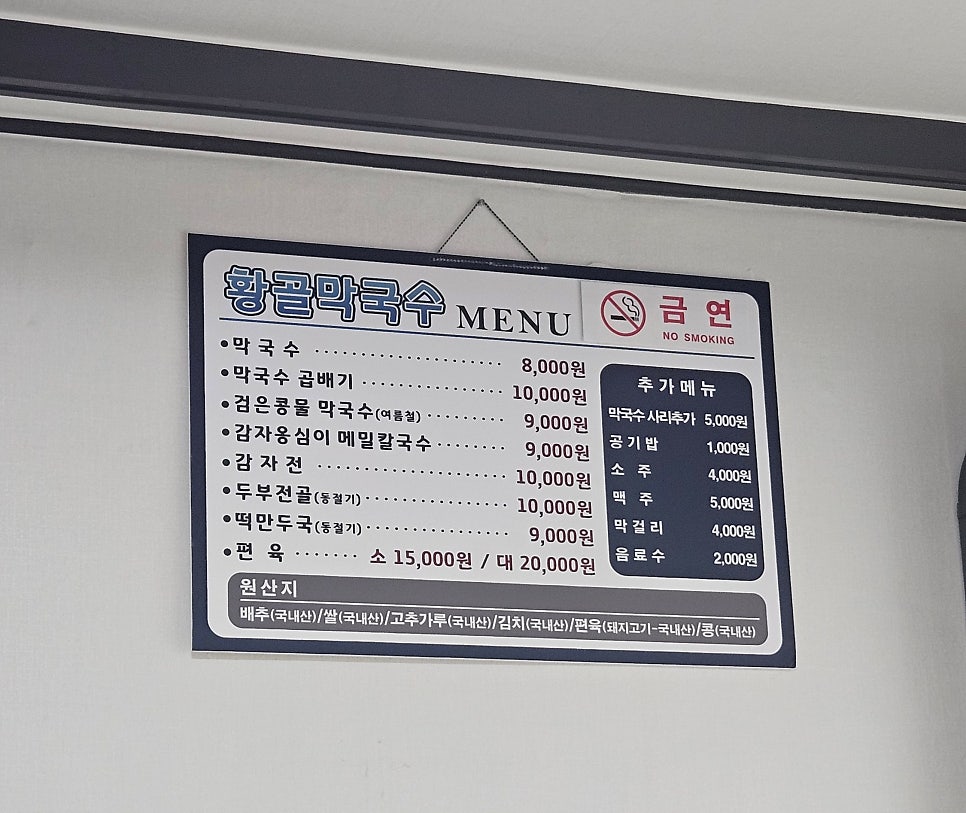 황골막국수 MENU
금 연
NO SMOKING
•막 국 수 ···················· 8,000원
•막국수 곱배기 ················ 10,000원
•검은콩물 막국수(여름철) ········· 9,000원
•감자옹심이 메밀칼국수 ········ 9,000원
•감 자 전 ···················· 10,000원
•두부전골(동절기) ··············· 10,000원
•떡만두국(동절기) ················ 9,000원
•편 육 ······· 소 15,000원 / 대 20,000원
추 가 메 뉴
막국수 사리추가 5,000원
공 기 밥 1,000원
소 주 4,000원
맥 주 5,000원
막 걸 리 4,000원
음 료 수 2,000원
원산지
배추(국내산)/쌀(국내산)/고추가루(국내산)/김치(국내산)/편육(돼지고기-국내산)/콩(국내산)